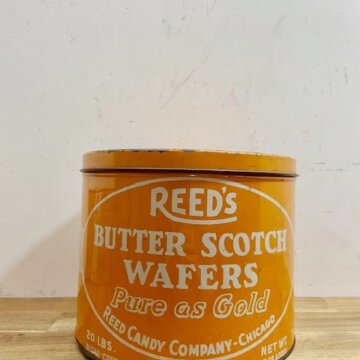 REED'S
BUTTER SCOTCH
WAFERS
Pure as Gold
REED CANDY COMPANY-CHICAGO
20 LBS.
NET WT.